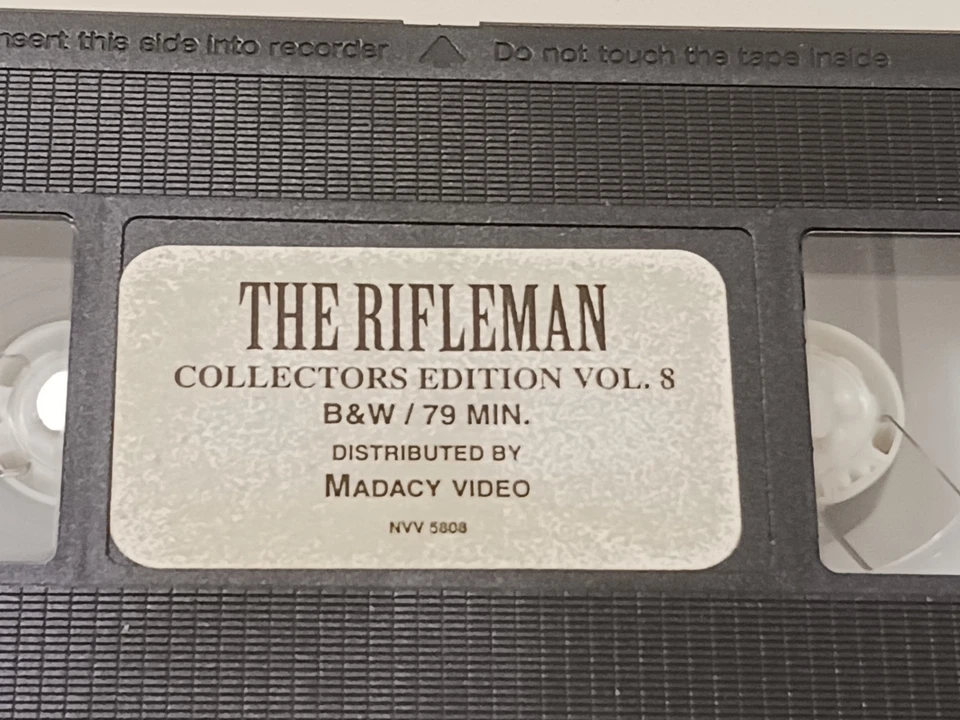 nsert this side into recorder Do not touch the tape inside
THE RIFLEMAN
COLLECTORS EDITION VOL. 8
B&W / 79 MIN.
DISTRIBUTED BY
MADACY VIDEO
NVV 5808